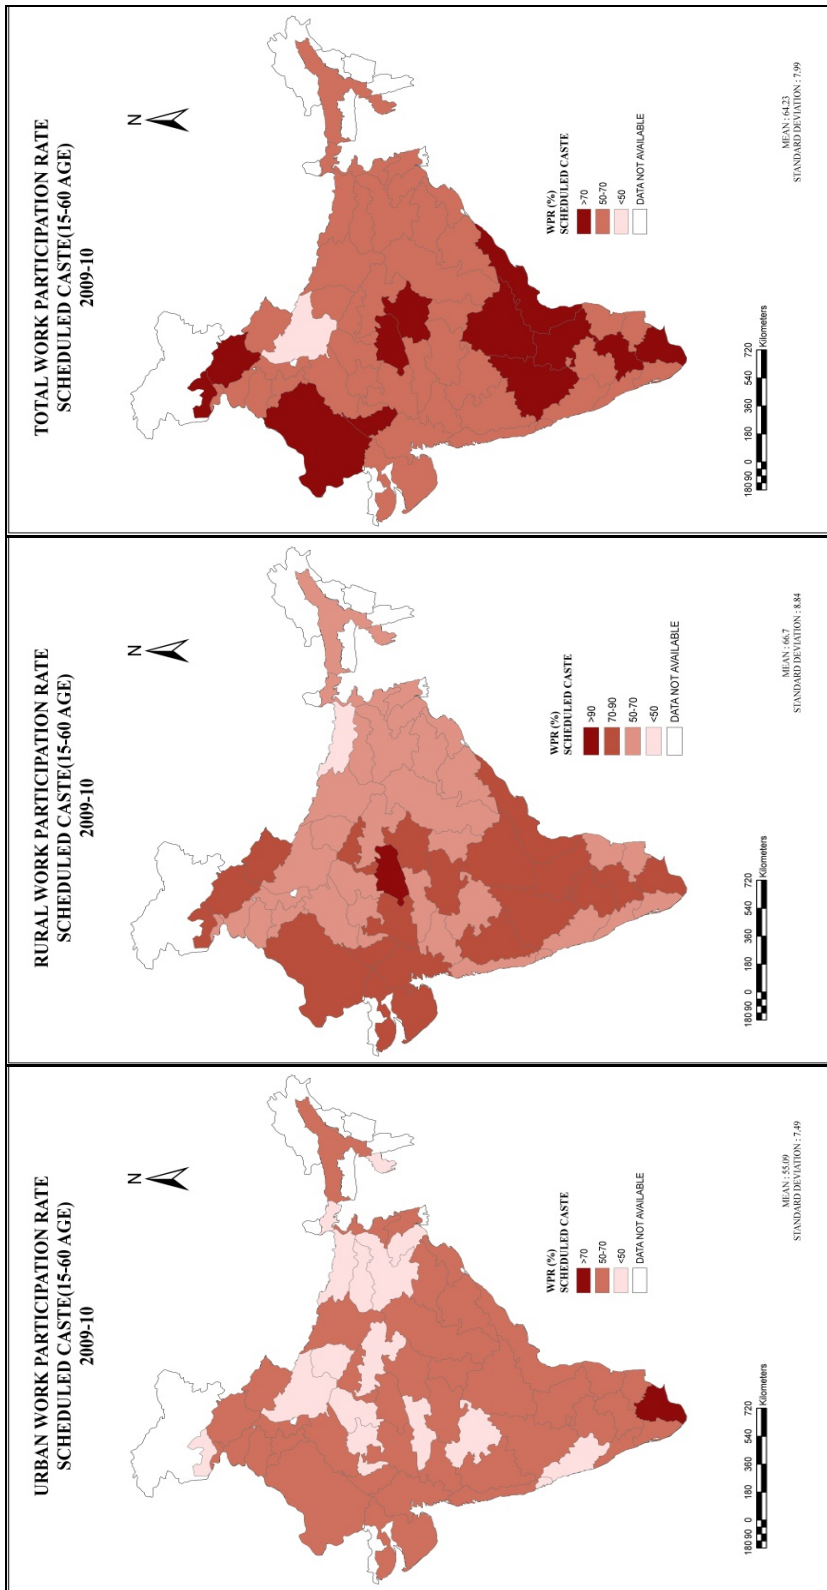 TOTAL WORK PARTICIPATION RATE
SCHEDULED CASTE(15-60 AGE)
2009-10
N
WPR (%)
SCHEDULED CASTE
>70
50-70
<50
DATA NOT AVAILABLE
180 90 0 180 360 540 720
Kilometers
MEAN : 64.23
STANDARD DEVIATION : 7.99
RURAL WORK PARTICIPATION RATE
SCHEDULED CASTE(15-60 AGE)
2009-10
N
WPR (%)
SCHEDULED CASTE
>90
70-90
50-70
<50
DATA NOT AVAILABLE
180 90 0 180 360 540 720
Kilometers
MEAN : 66.7
STANDARD DEVIATION : 8.84
URBAN WORK PARTICIPATION RATE
SCHEDULED CASTE(15-60 AGE)
2009-10
N
WPR (%)
SCHEDULED CASTE
>70
50-70
<50
DATA NOT AVAILABLE
180 90 0 180 360 540 720
Kilometers
MEAN : 55.09
STANDARD DEVIATION : 7.49